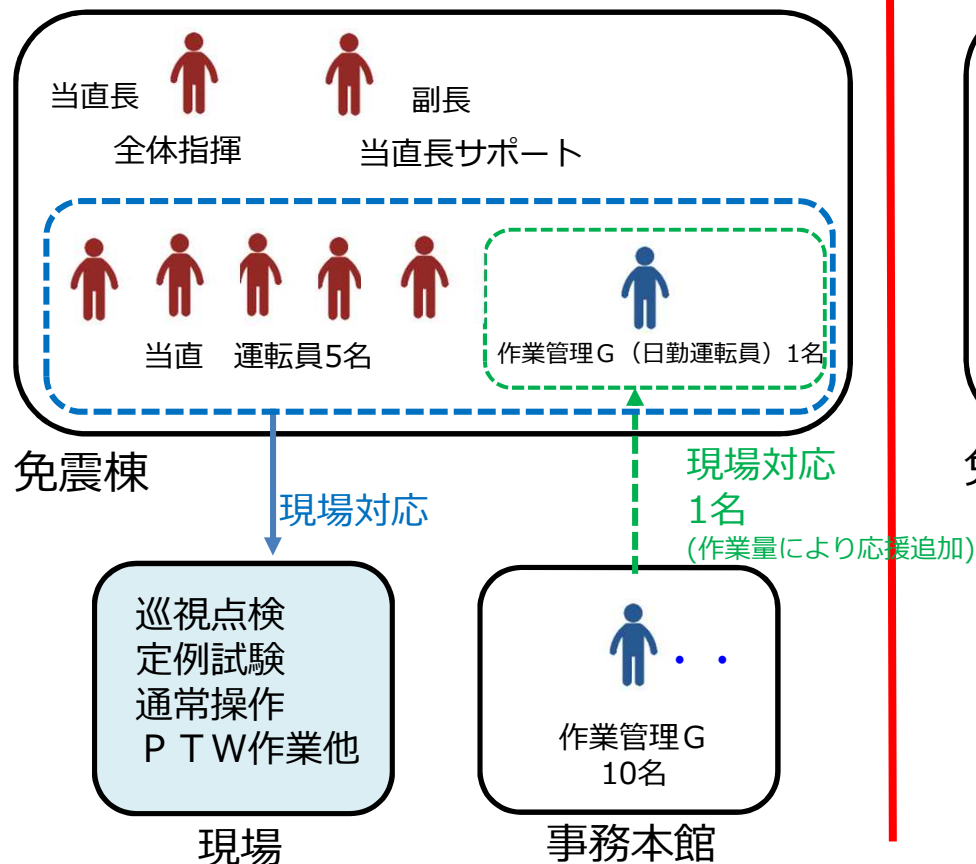 当直長
副長
全体指揮
当直長サポート
当直　運転員5名
作業管理G（日勤運転員）1名
免震棟
現場対応
現場対応
1名
(作業量により応援追加)
巡視点検
定例試験
通常操作
ＰＴＷ作業他
現場
・・
作業管理G
10名
事務本館